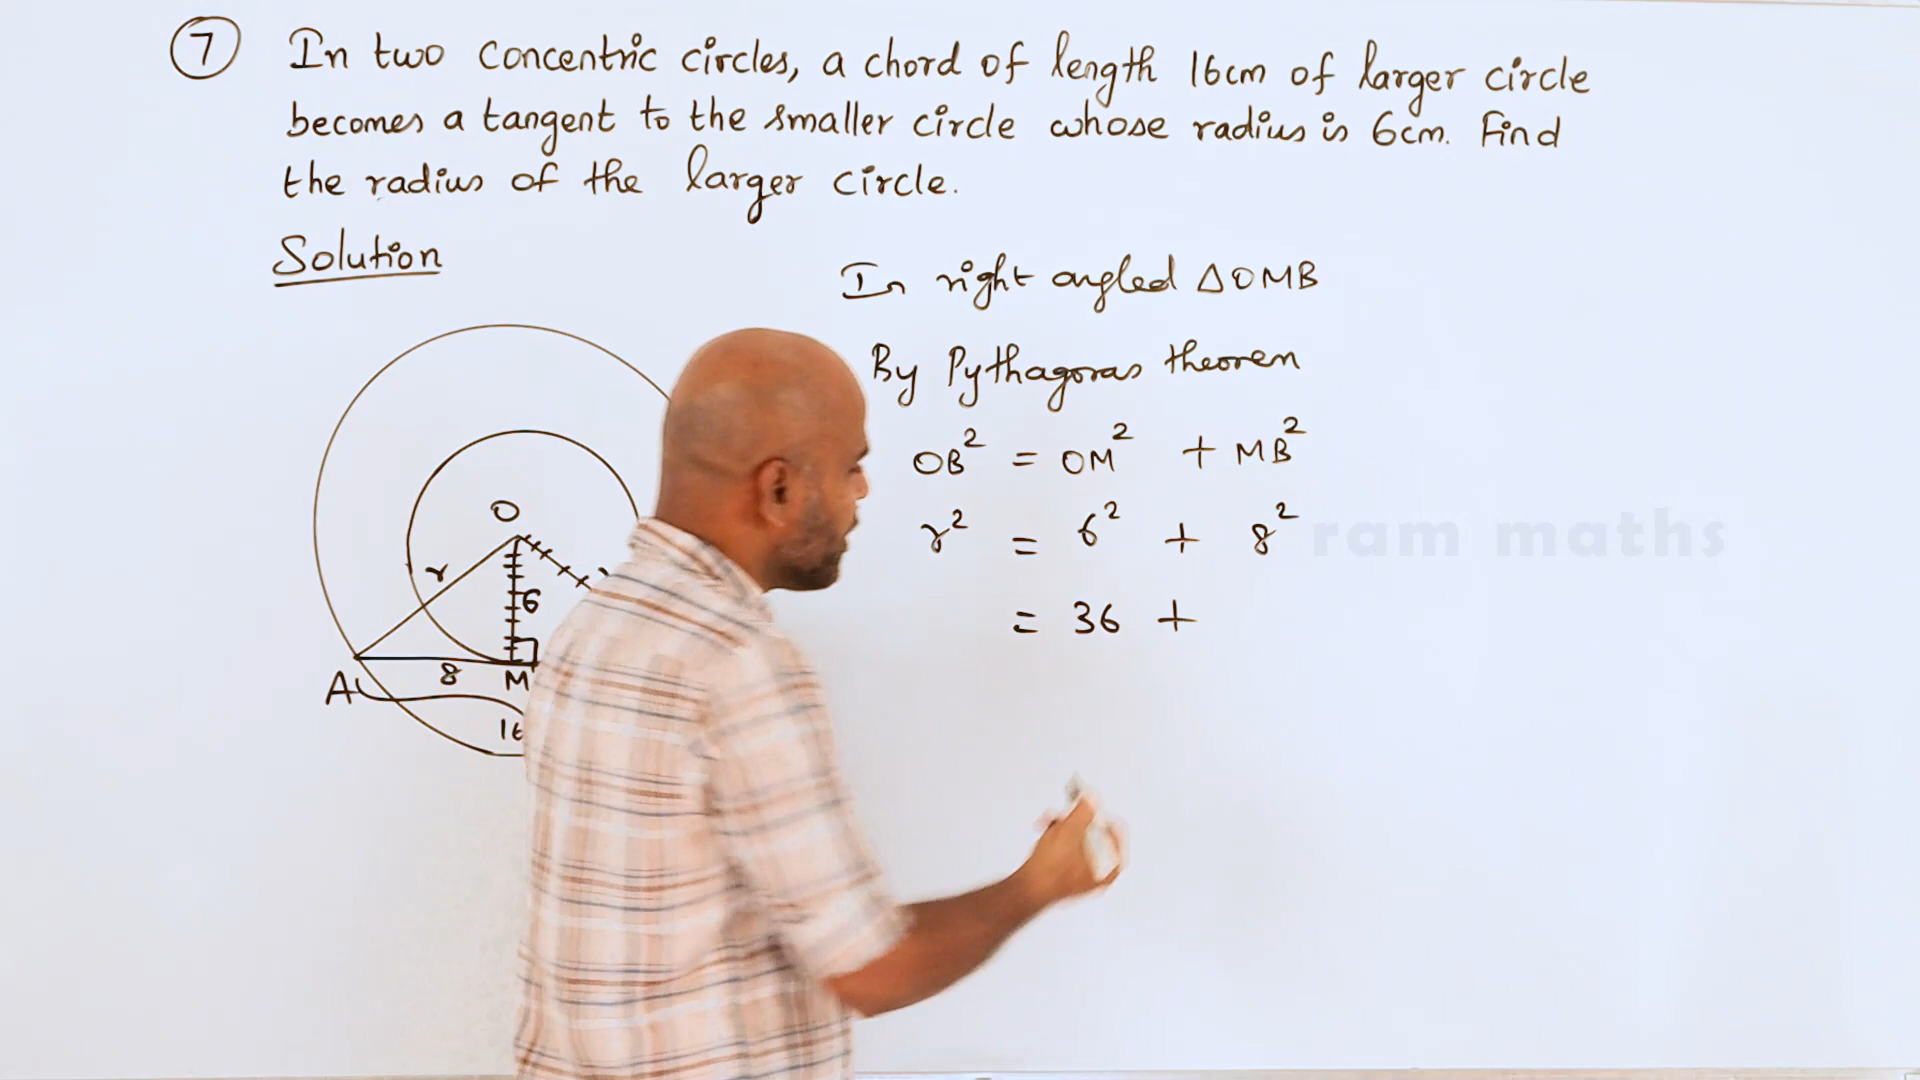 7 In two concentric circles, a chord of length 16cm of larger circle
becomes a tangent to the smaller circle whose radius is 6cm. Find
the radius of the larger circle.
Solution
In right angled △OMB
By Pythagoras theorem
OB² = OM² + MB²
r² = 6² + 8²
= 36 +
ram maths
O
r
6
8
A
M
16